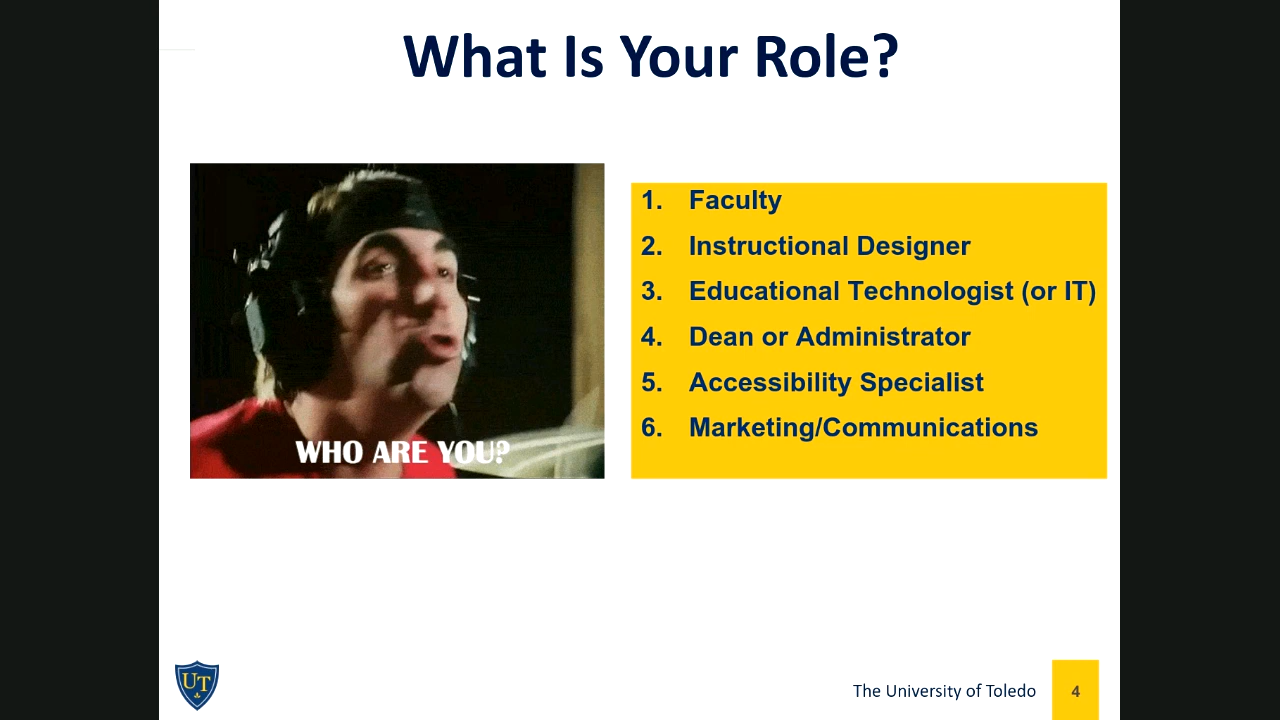 What Is Your Role?
WHO ARE YOU?
1. Faculty
2. Instructional Designer
3. Educational Technologist (or IT)
4. Dean or Administrator
5. Accessibility Specialist
6. Marketing/Communications
UT
The University of Toledo
4